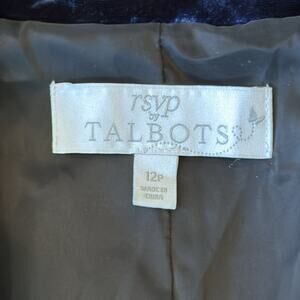 rsvp
by
TALBOTS
12P
MADE IN
CHINA